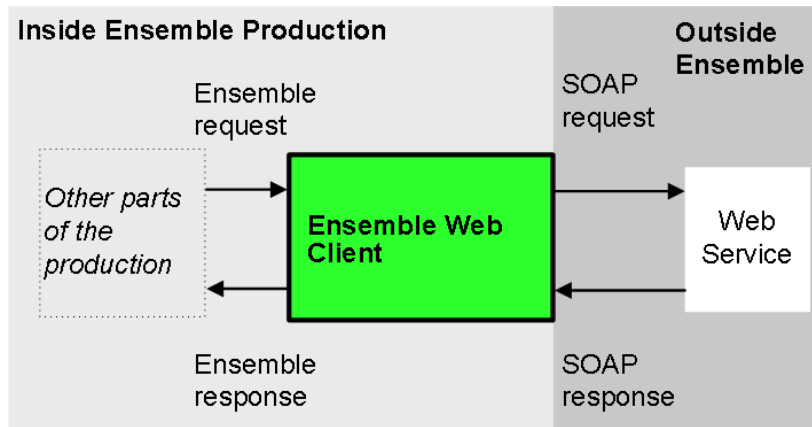 Inside Ensemble Production
Outside
Ensemble
Ensemble
request
SOAP
request
Other parts
of the
production
Ensemble Web
Client
Web
Service
Ensemble
response
SOAP
response